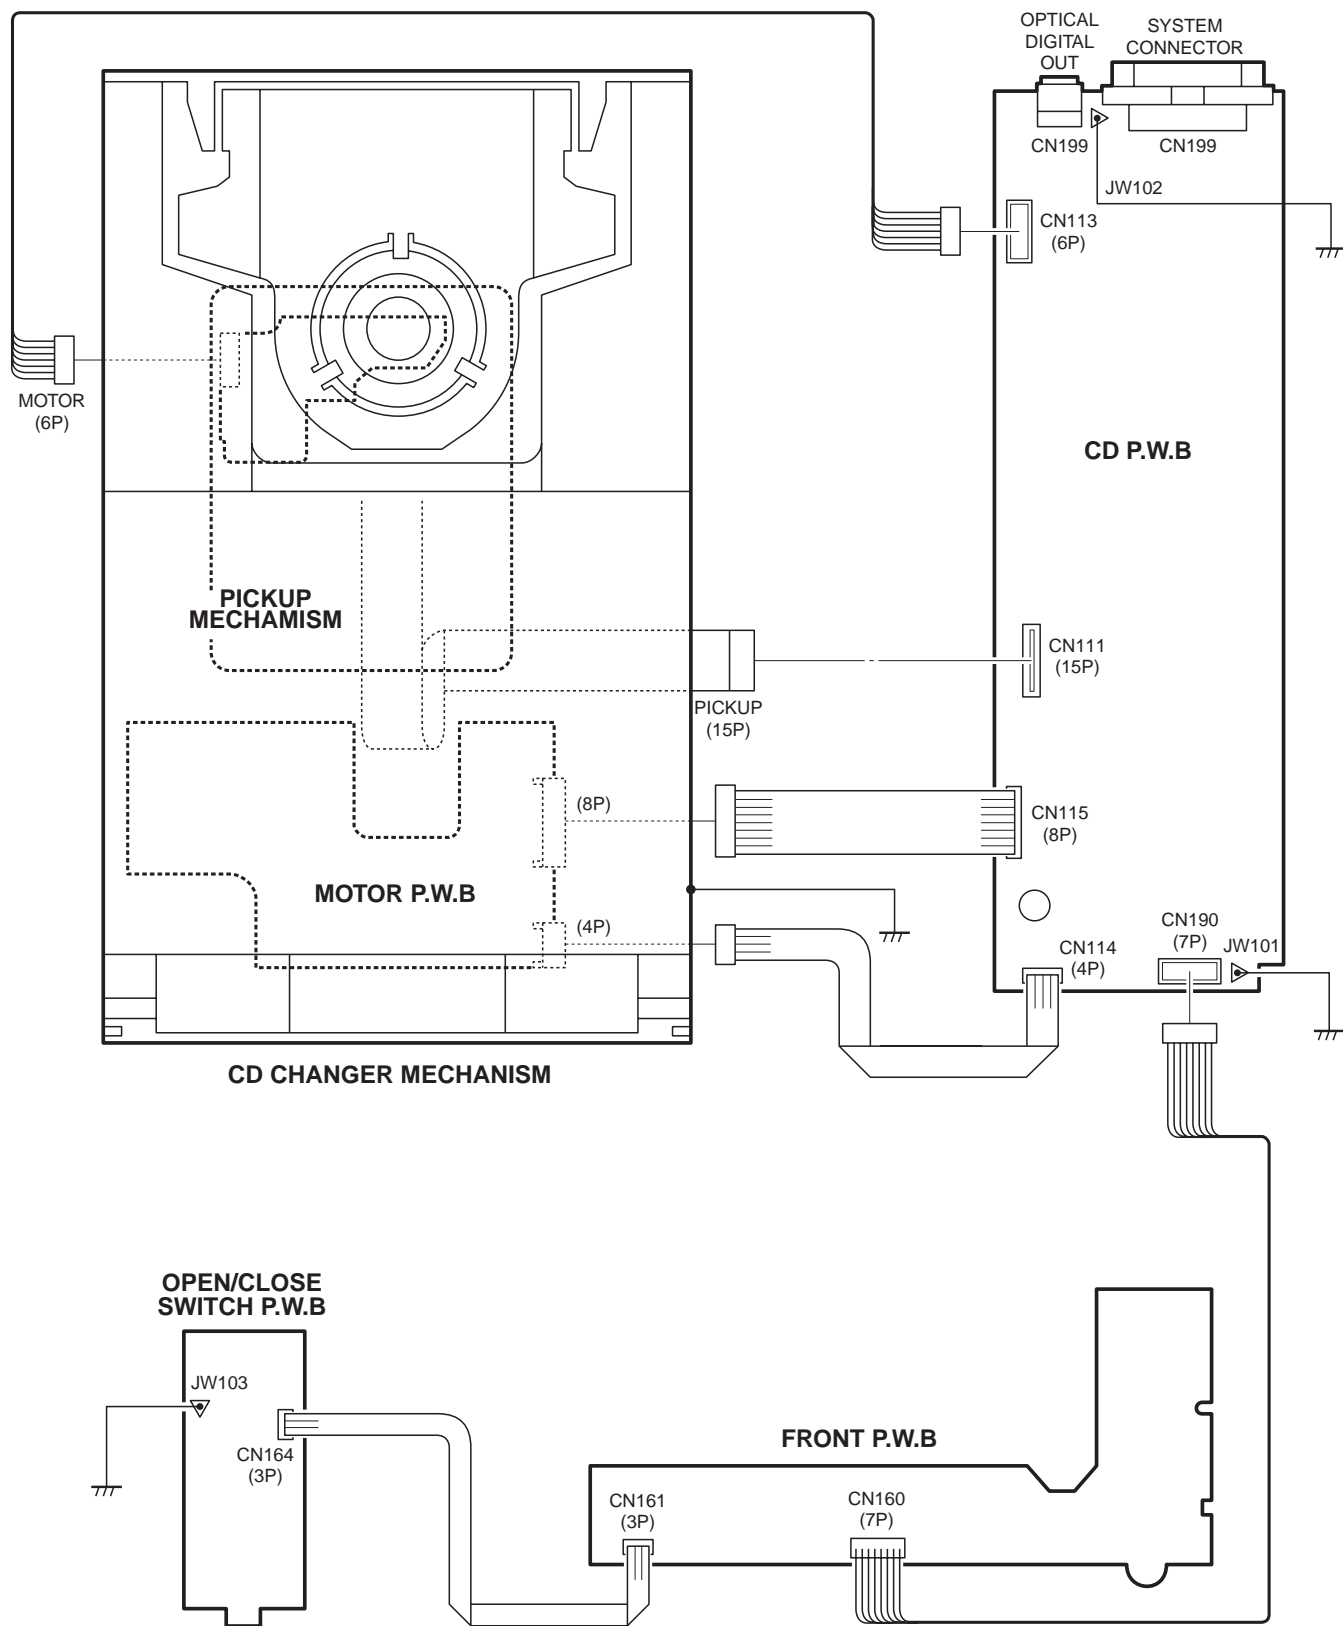 OPTICAL
DIGITAL
OUT
SYSTEM
CONNECTOR
CN199
CN199
JW102
CN113
(6P)
MOTOR
(6P)
CD P.W.B
PICKUP
MECHAMISM
CN111
(15P)
PICKUP
(15P)
(8P)
CN115
(8P)
MOTOR P.W.B
(4P)
CN190
(7P)
JW101
CN114
(4P)
CD CHANGER MECHANISM
OPEN/CLOSE
SWITCH P.W.B
JW103
CN164
(3P)
FRONT P.W.B
CN161
(3P)
CN160
(7P)